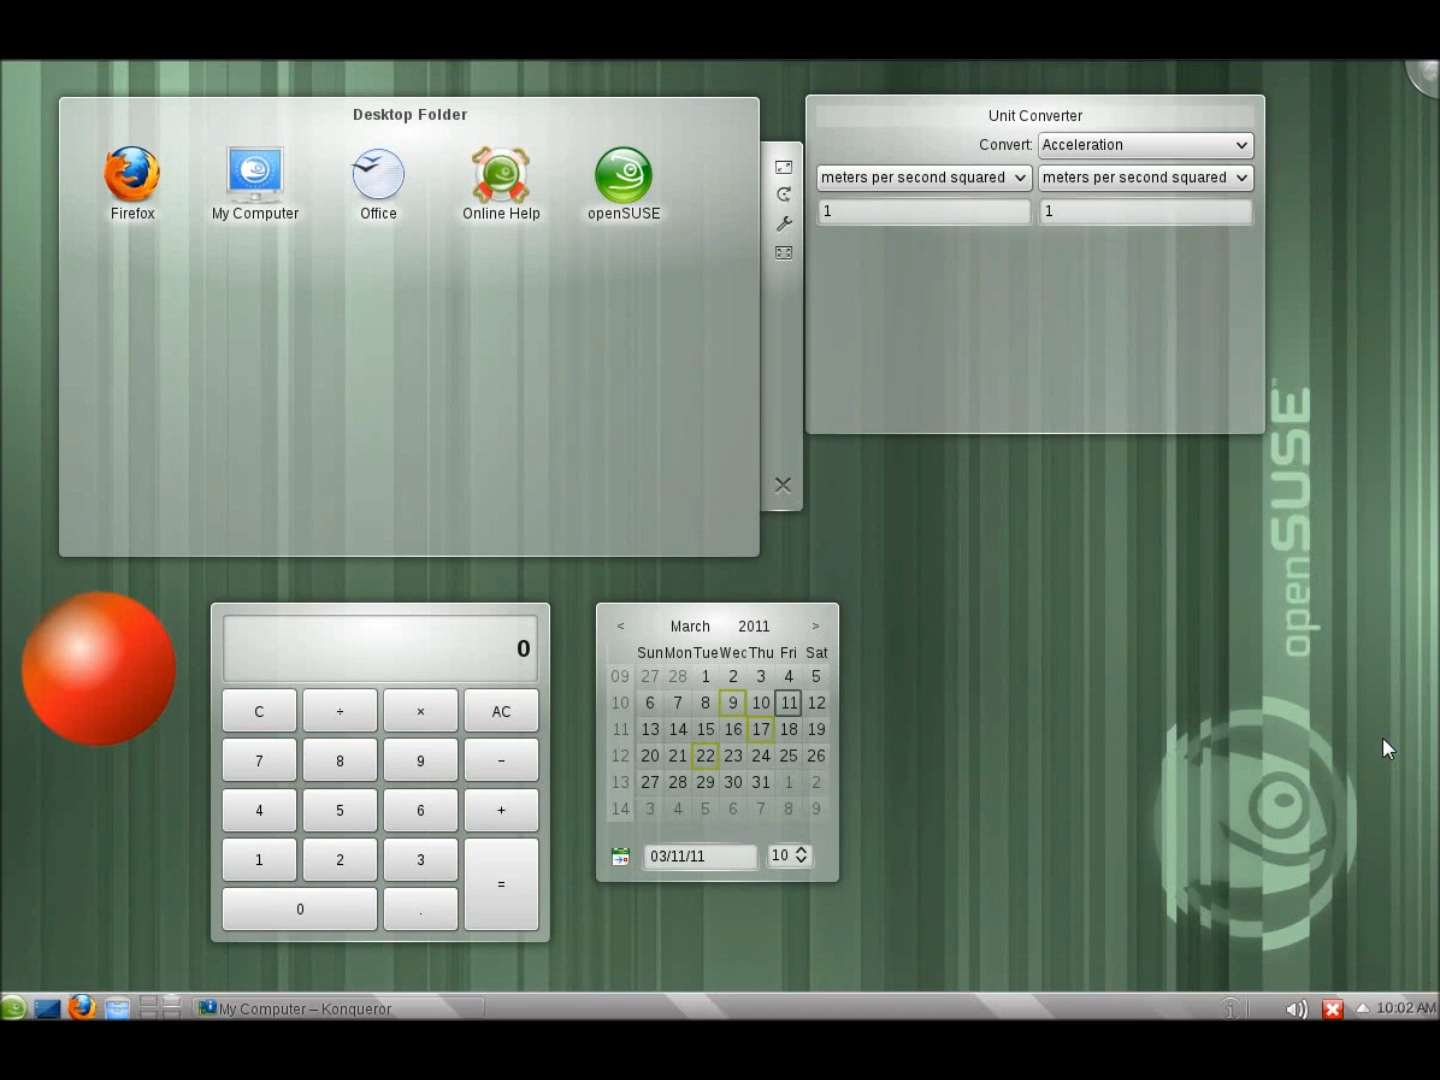 Desktop Folder
Firefox
My Computer
Office
Online Help
openSUSE
Unit Converter
Convert: Acceleration
meters per second squared meters per second squared
1 1
openSUSE™
0
C ÷ × AC
7 8 9 −
4 5 6 +
1 2 3
=
0 .
< March 2011 >
Sun Mon Tue Wec Thu Fri Sat
09 27 28 1 2 3 4 5
10 6 7 8 9 10 11 12
11 13 14 15 16 17 18 19
12 20 21 22 23 24 25 26
13 27 28 29 30 31 1 2
14 3 4 5 6 7 8 9
03/11/11 10
My Computer – Konqueror
10:02 AM